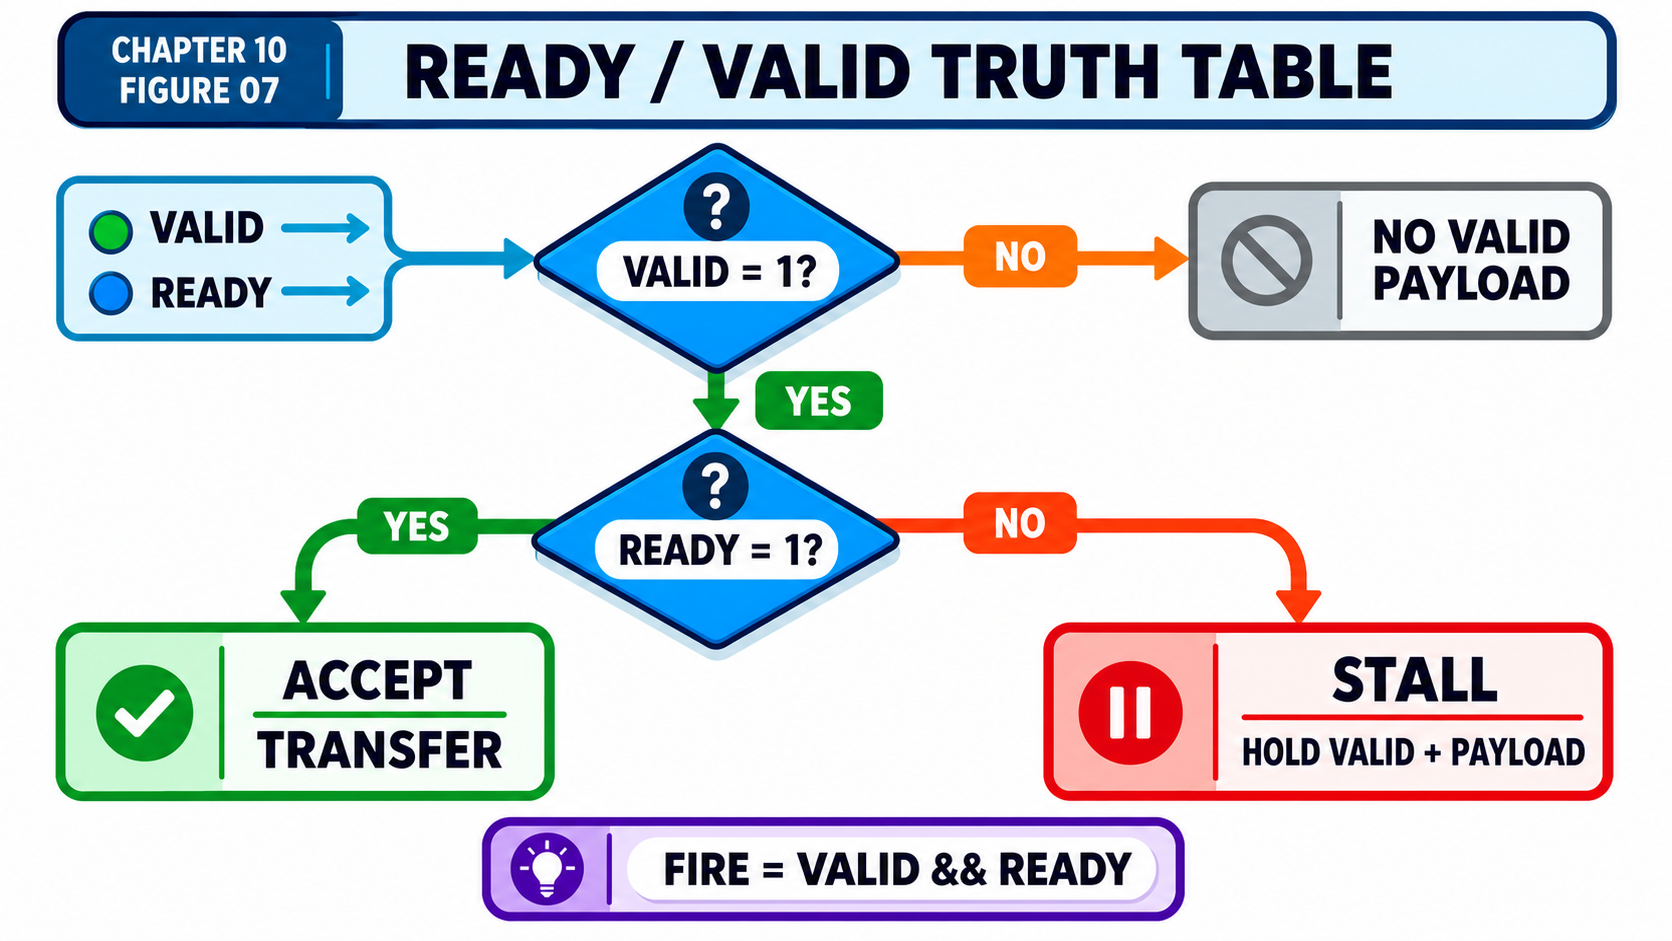 CHAPTER 10
FIGURE 07
READY / VALID TRUTH TABLE
VALID
READY
?
VALID = 1?
NO
NO VALID
PAYLOAD
YES
?
READY = 1?
YES
NO
ACCEPT
TRANSFER
STALL
HOLD VALID + PAYLOAD
FIRE = VALID && READY